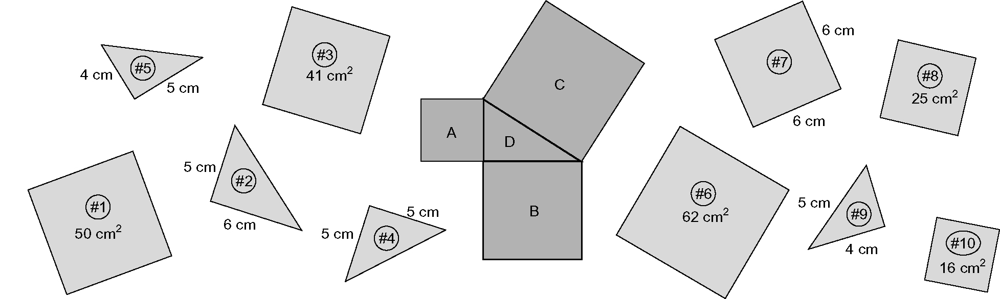 #5
4 cm
5 cm
#3
41 cm²
#1
50 cm²
#2
5 cm
6 cm
#4
5 cm
5 cm
A
B
C
D
#7
6 cm
6 cm
#8
25 cm²
#6
62 cm²
#9
5 cm
4 cm
#10
16 cm²